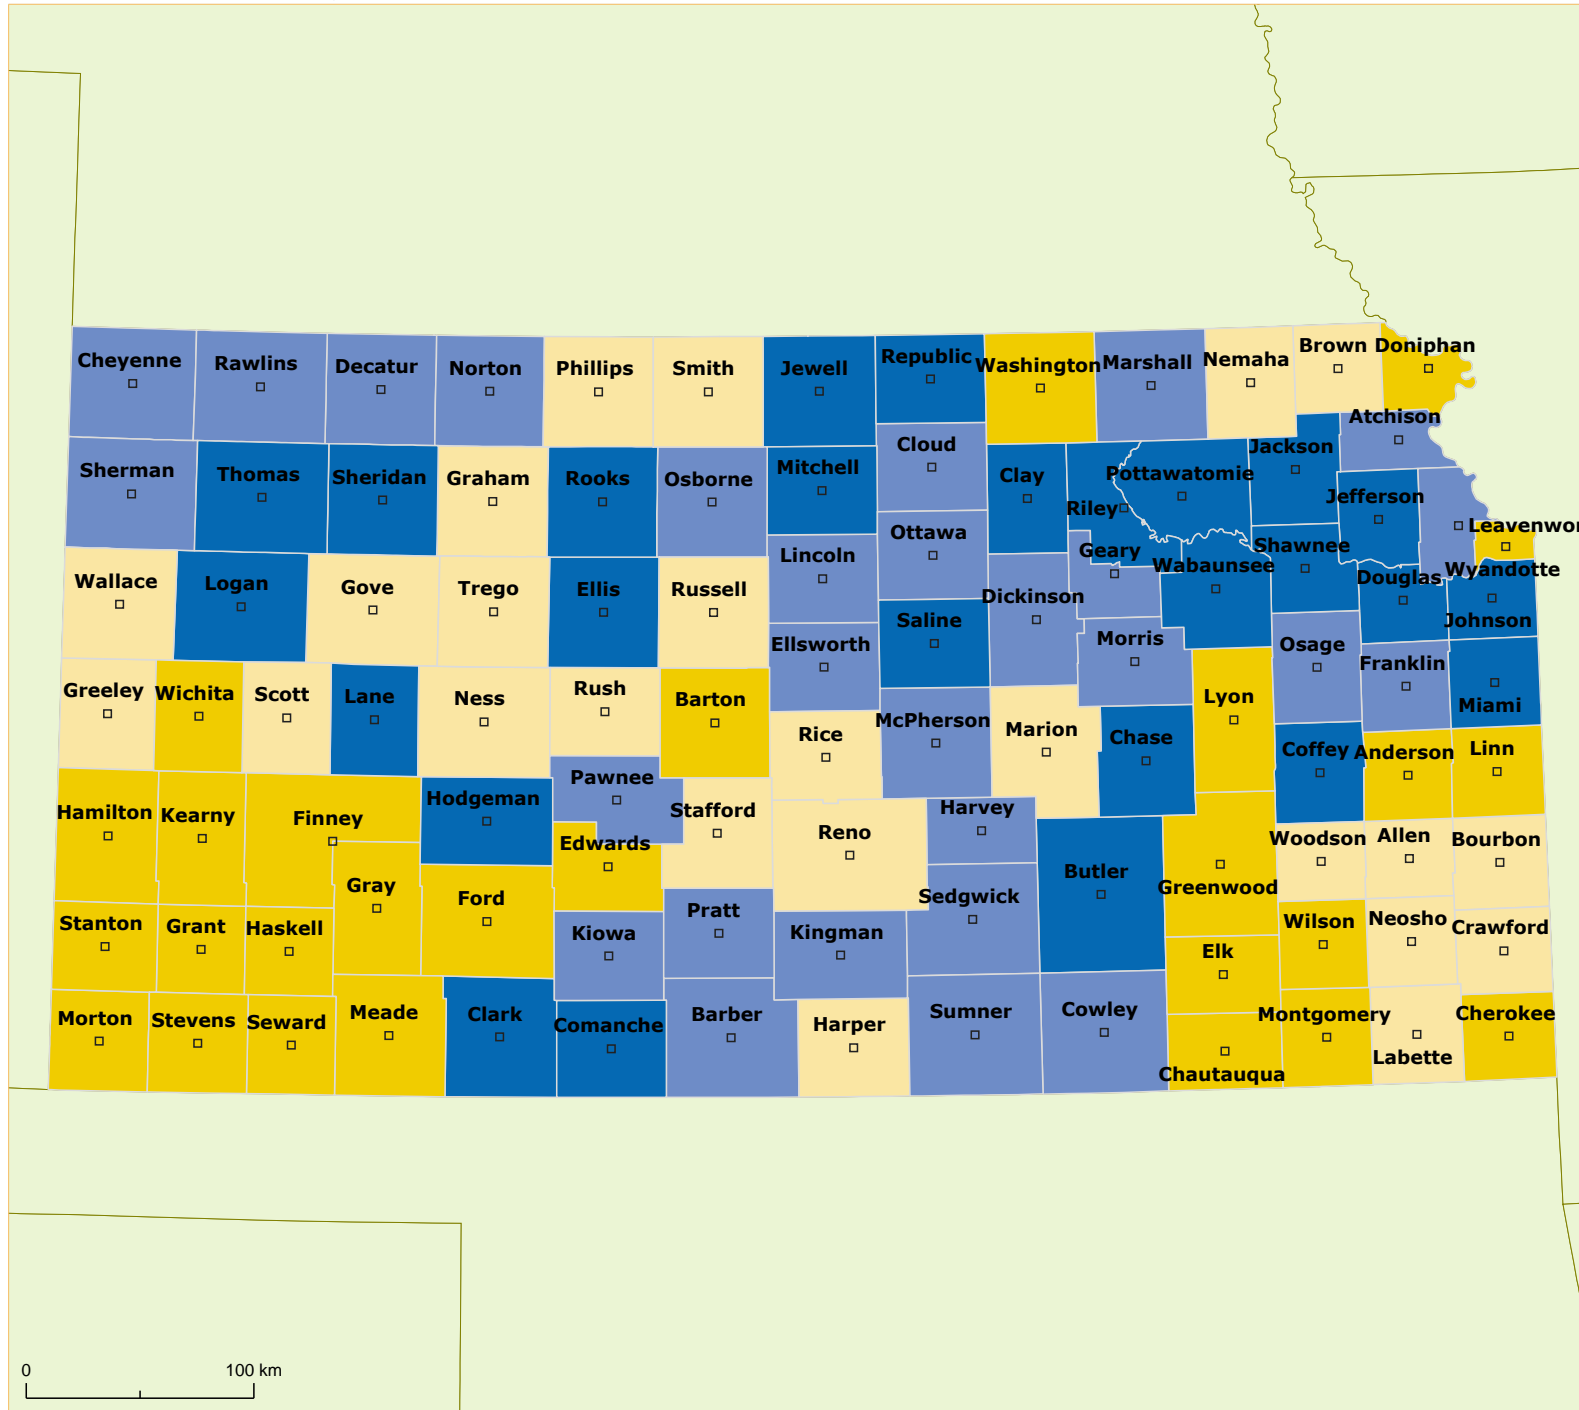 Cheyenne
Rawlins
Decatur
Norton
Phillips
Smith
Jewell
Republic
Washington
Marshall
Nemaha
Brown
Doniphan
Atchison
Sherman
Thomas
Sheridan
Graham
Rooks
Osborne
Mitchell
Cloud
Clay
Riley
Pottawatomie
Jackson
Jefferson
Leavenwor
Wallace
Logan
Gove
Trego
Ellis
Russell
Lincoln
Ottawa
Dickinson
Geary
Wabaunsee
Shawnee
Douglas
Wyandotte
Johnson
Saline
Ellsworth
Morris
Osage
Franklin
Miami
Greeley
Wichita
Scott
Lane
Ness
Rush
Barton
Rice
McPherson
Marion
Chase
Lyon
Coffey
Anderson
Linn
Hamilton
Kearny
Finney
Hodgeman
Pawnee
Stafford
Edwards
Reno
Harvey
Butler
Greenwood
Woodson
Allen
Bourbon
Gray
Ford
Stanton
Grant
Haskell
Kiowa
Pratt
Kingman
Sedgwick
Elk
Wilson
Neosho
Crawford
Morton
Stevens
Seward
Meade
Clark
Comanche
Barber
Harper
Sumner
Cowley
Chautauqua
Montgomery
Labette
Cherokee
0
100 km